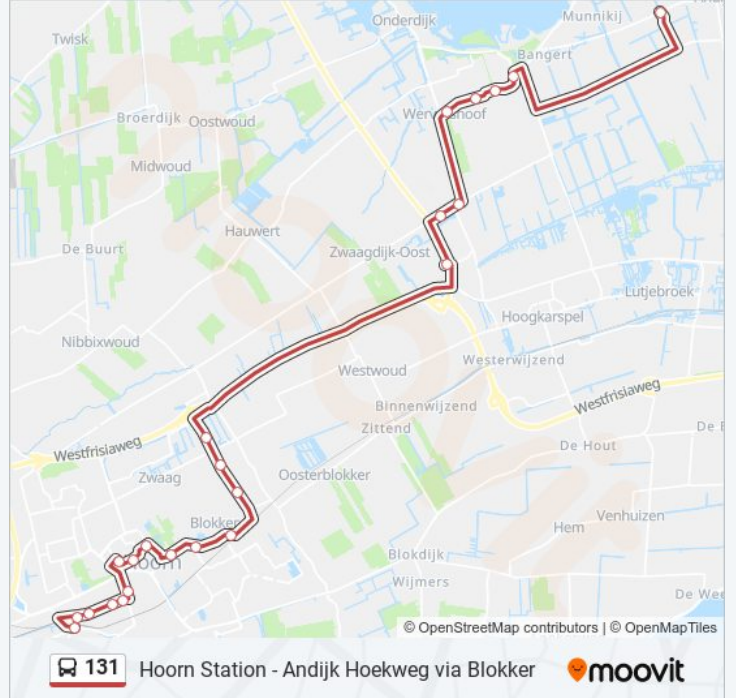 Onderdijk
Munnikij
Twisk
Bangert
Broerdijk
Oostwoud
Midwoud
Hauwert
De Buurt
Zwaagdijk-Oost
Lutjebroek
Hoogkarspel
Nibbixwoud
Westwoud
Westerwijzend
Binnenwijzend
Westfrisiaweg
Zittend
De Hout
De E
Westfrisiaweg
Zwaag
Oosterblokker
Blokker
Venhuizen
Hem
Blokdijk
Wijmers
De Wee
© OpenStreetMap contributors | © OpenMapTiles
131 Hoorn Station - Andijk Hoekweg via Blokker moovit